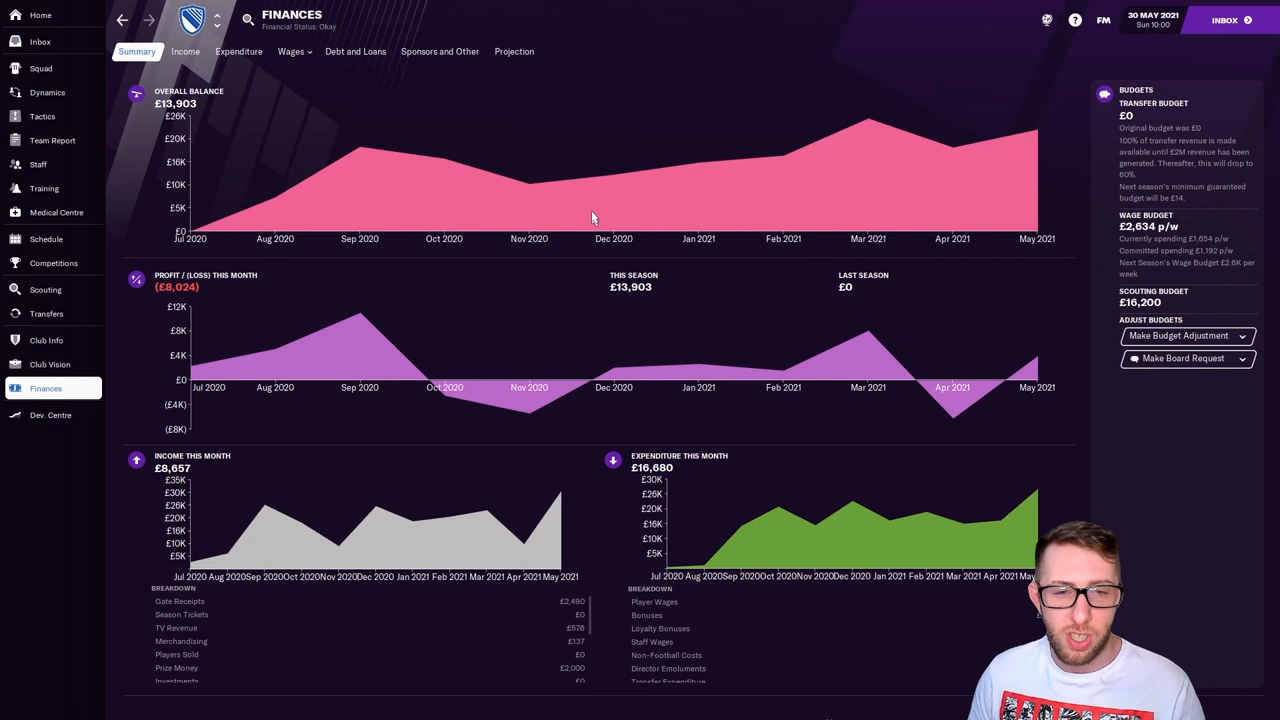 Home
Inbox
Squad
Dynamics
Tactics
Team Report
Staff
Training
Medical Centre
Schedule
Competitions
Scouting
Transfers
Club Info
Club Vision
Finances
Dev. Centre
FINANCES
Financial Status: Okay
?
FM
30 MAY 2021
Sun 10:00
INBOX
Summary
Income
Expenditure
Wages
Debt and Loans
Sponsors and Other
Projection
OVERALL BALANCE
£13,903
£26K
£20K
£16K
£10K
£5K
£0
Jul 2020 Aug 2020 Sep 2020 Oct 2020 Nov 2020 Dec 2020 Jan 2021 Feb 2021 Mar 2021 Apr 2021 May 2021
PROFIT / (LOSS) THIS MONTH
(£8,024)
THIS SEASON
£13,903
LAST SEASON
£0
£12K
£8K
£4K
£0
(£4K)
(£8K)
Jul 2020 Aug 2020 Sep 2020 Oct 2020 Nov 2020 Dec 2020 Jan 2021 Feb 2021 Mar 2021 Apr 2021 May 2021
INCOME THIS MONTH
£8,657
£35K
£30K
£26K
£20K
£16K
£10K
£5K
Jul 2020 Aug 2020 Sep 2020 Oct 2020 Nov 2020 Dec 2020 Jan 2021 Feb 2021 Mar 2021 Apr 2021 May 2021
BREAKDOWN
Gate Receipts £2,490
Season Tickets £0
TV Revenue £576
Merchandising £137
Players Sold £0
Prize Money £2,000
Investments £0
EXPENDITURE THIS MONTH
£16,680
£30K
£26K
£20K
£16K
£10K
£5K
Jul 2020 Aug 2020 Sep 2020 Oct 2020 Nov 2020 Dec 2020 Jan 2021 Feb 2021 Mar 2021 Apr 2021 May
BREAKDOWN
Player Wages
Bonuses
Loyalty Bonuses
Staff Wages
Non-Football Costs
Director Emoluments
Transfer Expenditure
BUDGETS
TRANSFER BUDGET
£0
Original budget was £0
100% of transfer revenue is made
available until £2M revenue has been
generated. Thereafter, this will drop to
60%.
Next season's minimum guaranteed
budget will be £14.
WAGE BUDGET
£2,634 p/w
Currently spending £1,654 p/w
Committed spending £1,192 p/w
Next Season's Wage Budget £2.6K per
week
SCOUTING BUDGET
£16,200
ADJUST BUDGETS
Make Budget Adjustment
Make Board Request